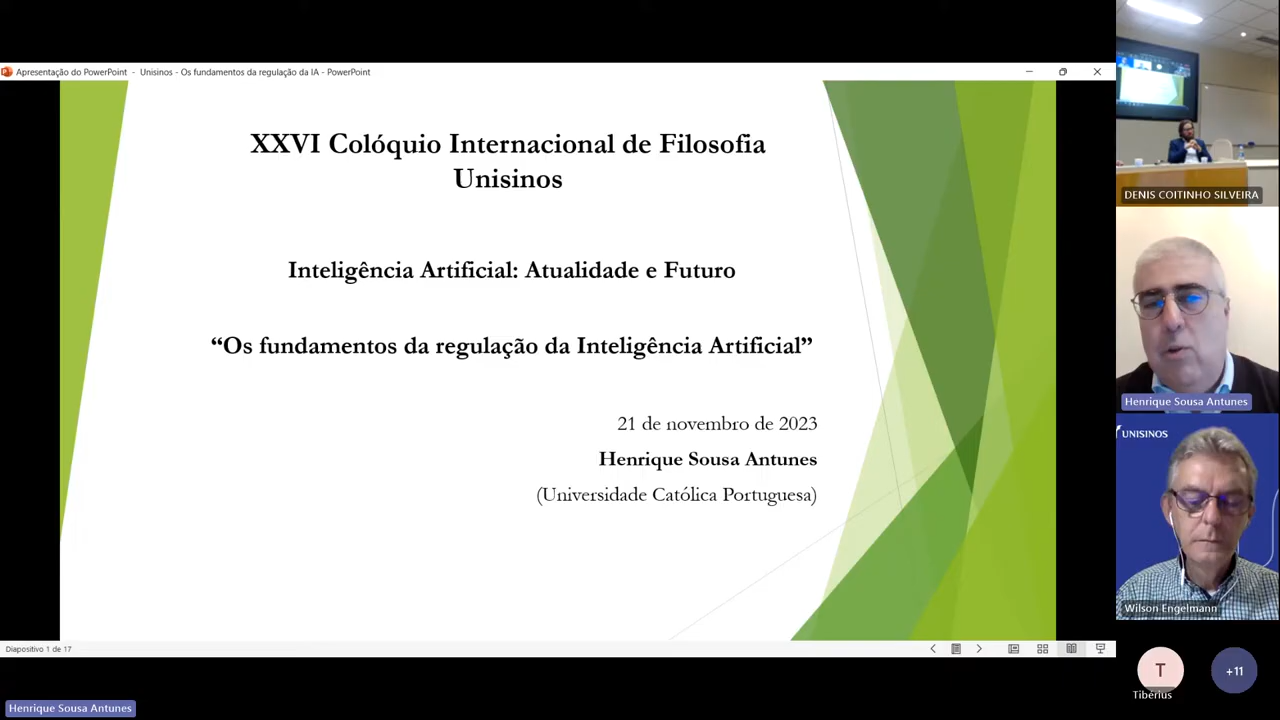 Apresentação do PowerPoint - Unisinos - Os fundamentos da regulação da IA - PowerPoint
XXVI Colóquio Internacional de Filosofia
Unisinos
Inteligência Artificial: Atualidade e Futuro
“Os fundamentos da regulação da Inteligência Artificial”
21 de novembro de 2023
Henrique Sousa Antunes
(Universidade Católica Portuguesa)
Diapositivo 1 de 17
Henrique Sousa Antunes
DENIS COITINHO SILVEIRA
Henrique Sousa Antunes
UNISINOS
Wilson Engelmann
T
Tibérius
+11